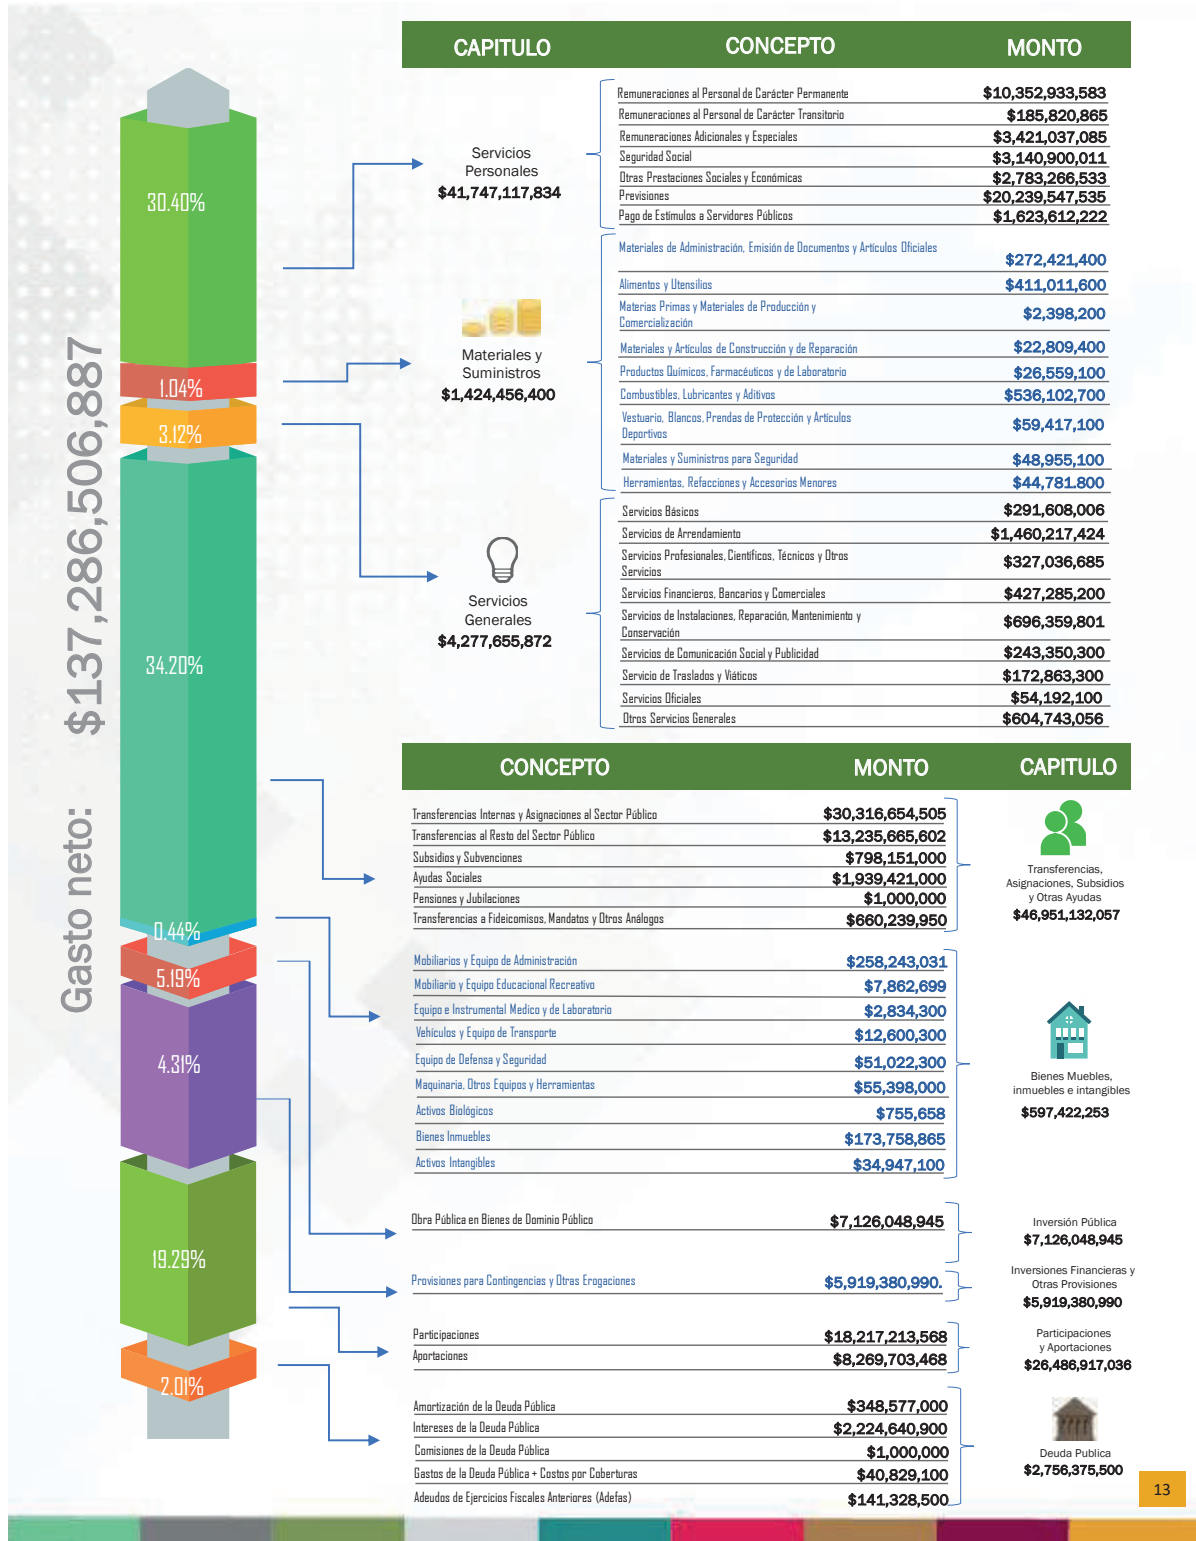 Gasto neto: $137,286,506,887
30.40%
1.04%
3.12%
34.20%
0.44%
5.19%
4.31%
19.29%
2.01%
CAPITULO CONCEPTO MONTO
Servicios
Personales
$41,747,117,834
Remuneraciones al Personal de Carácter Permanente $10,352,933,583
Remuneraciones al Personal de Carácter Transitorio $185,820,865
Remuneraciones Adicionales y Especiales $3,421,037,085
Seguridad Social $3,140,900,011
Otras Prestaciones Sociales y Económicas $2,783,266,533
Previsiones $20,239,547,535
Pago de Estímulos a Servidores Públicos $1,623,612,222
Materiales y
Suministros
$1,424,456,400
Materiales de Administración, Emisión de Documentos y Artículos Oficiales
$272,421,400
Alimentos y Utensilios $411,011,600
Materias Primas y Materiales de Producción y
Comercialización $2,398,200
Materiales y Artículos de Construcción y de Reparación $22,809,400
Productos Químicos, Farmacéuticos y de Laboratorio $26,559,100
Combustibles, Lubricantes y Aditivos $536,102,700
Vestuario, Blancos, Prendas de Protección y Artículos
Deportivos $59,417,100
Materiales y Suministros para Seguridad $48,955,100
Herramientas, Refacciones y Accesorios Menores $44,781.800
Servicios
Generales
$4,277,655,872
Servicios Básicos $291,608,006
Servicios de Arrendamiento $1,460,217,424
Servicios Profesionales, Científicos, Técnicos y Otros
Servicios $327,036,685
Servicios Financieros, Bancarios y Comerciales $427,285,200
Servicios de Instalaciones, Reparación, Mantenimiento y
Conservación $696,359,801
Servicios de Comunicación Social y Publicidad $243,350,300
Servicio de Traslados y Viáticos $172,863,300
Servicios Oficiales $54,192,100
Otros Servicios Generales $604,743,056
CONCEPTO MONTO CAPITULO
Transferencias Internas y Asignaciones al Sector Público $30,316,654,505
Transferencias al Resto del Sector Público $13,235,665,602
Subsidios y Subvenciones $798,151,000
Ayudas Sociales $1,939,421,000
Pensiones y Jubilaciones $1,000,000
Transferencias a Fideicomisos, Mandatos y Otros Análogos $660,239,950
Transferencias,
Asignaciones, Subsidios
y Otras Ayudas
$46,951,132,057
Mobiliarios y Equipo de Administración $258,243,031
Mobiliario y Equipo Educacional Recreativo $7,862,699
Equipo e Instrumental Medico y de Laboratorio $2,834,300
Vehículos y Equipo de Transporte $12,600,300
Equipo de Defensa y Seguridad $51,022,300
Maquinaria, Otros Equipos y Herramientas $55,398,000
Activos Biológicos $755,658
Bienes Inmuebles $173,758,865
Activos Intangibles $34,947,100
Bienes Muebles,
inmuebles e intangibles
$597,422,253
Obra Pública en Bienes de Dominio Público $7,126,048,945
Inversión Pública
$7,126,048,945
Provisiones para Contingencias y Otras Erogaciones $5,919,380,990.
Inversiones Financieras y
Otras Provisiones
$5,919,380,990
Participaciones $18,217,213,568
Aportaciones $8,269,703,468
Participaciones
y Aportaciones
$26,486,917,036
Amortización de la Deuda Pública $348,577,000
Intereses de la Deuda Pública $2,224,640,900
Comisiones de la Deuda Pública $1,000,000
Gastos de la Deuda Pública + Costos por Coberturas $40,829,100
Adeudos de Ejercicios Fiscales Anteriores (Adefas) $141,328,500
Deuda Publica
$2,756,375,500
13